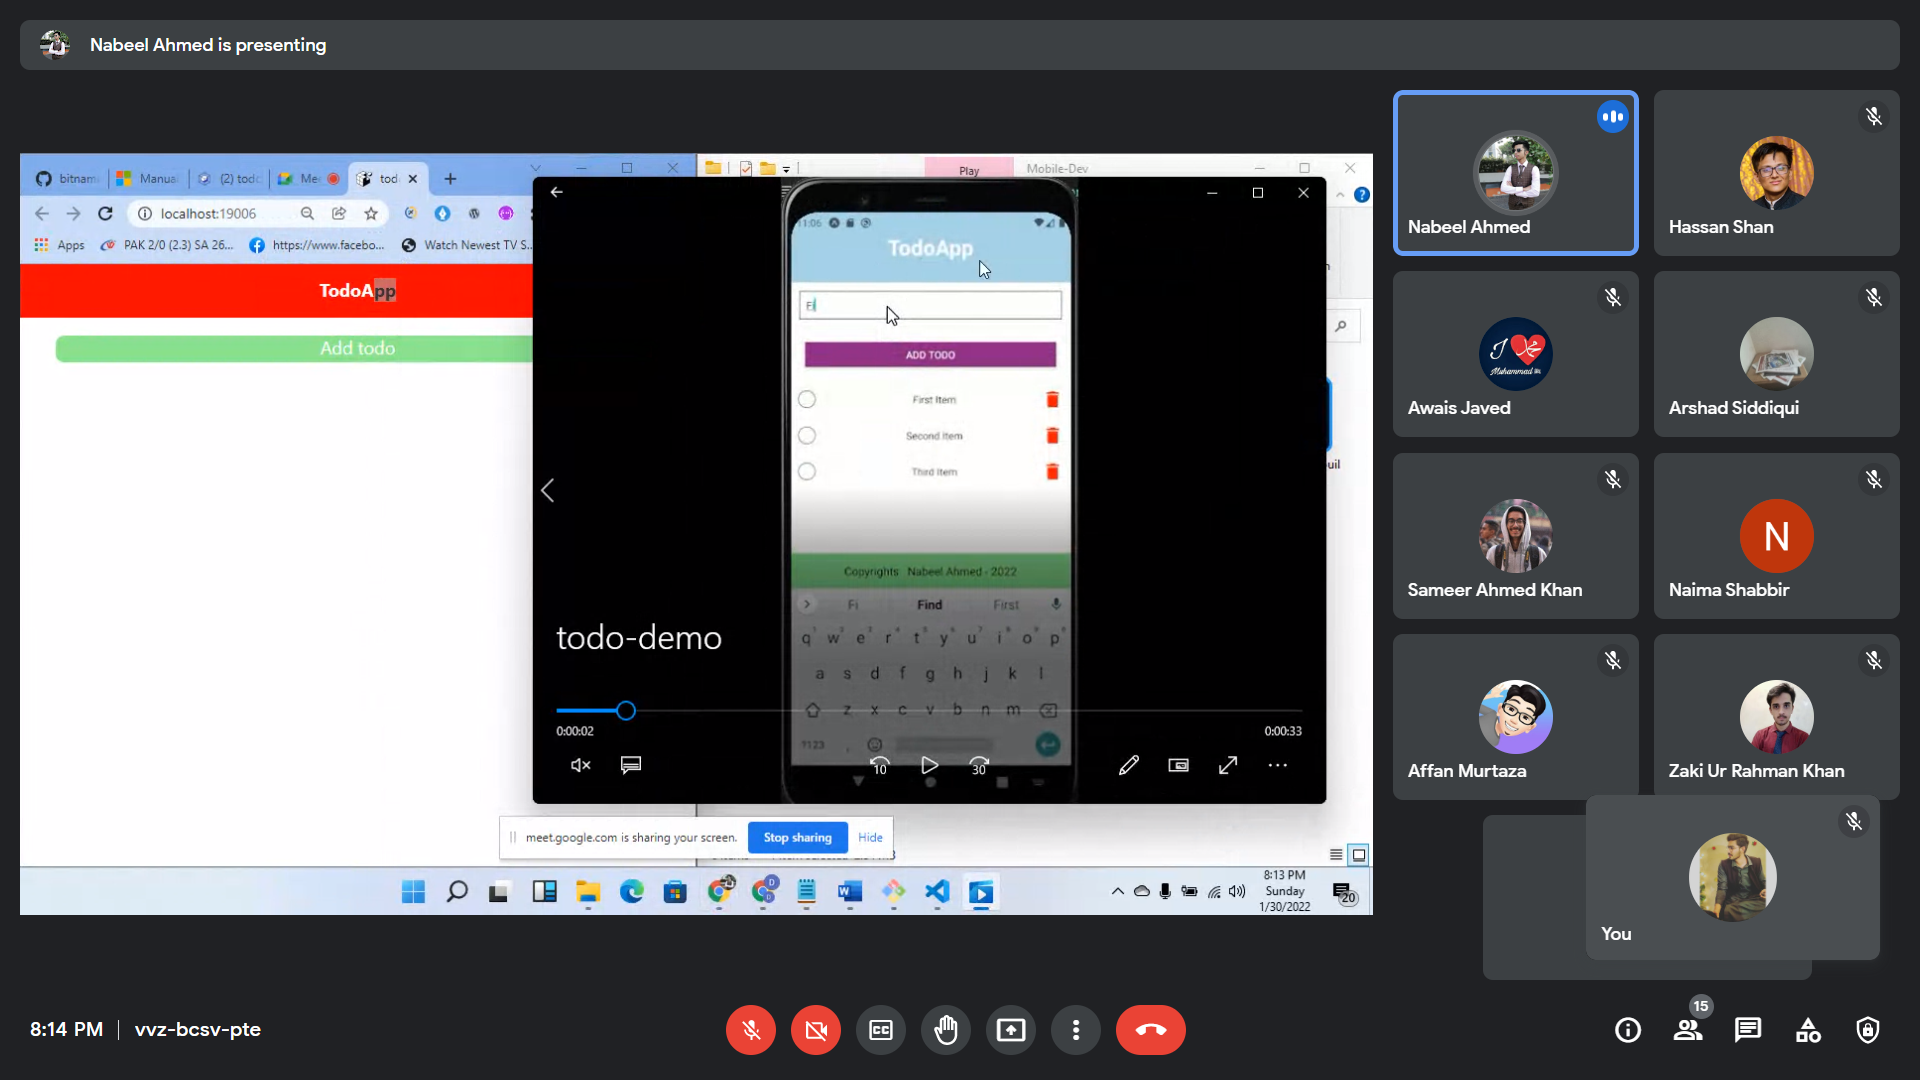 Nabeel Ahmed is presenting
bitnam
Manua
(2) todo
Me
tod
localhost:19006
Apps
PAK 2/0 (2.3) SA 26...
https://www.facebo...
Watch Newest TV S...
TodoApp
Add todo
Play
Mobile-Dev
11:06
TodoApp
Fi
ADD TODO
First Item
Second Item
Third Item
Copyrights Nabeel Ahmed - 2022
Fi Find First
q w e r t y u i o p
a s d f g h j k l
z x c v b n m
?123 ,
todo-demo
0:00:02
0:00:33
10
30
uil
meet.google.com is sharing your screen.
Stop sharing
Hide
8:13 PM
Sunday
1/30/2022
20
Nabeel Ahmed
Hassan Shan
Awais Javed
Arshad Siddiqui
Sameer Ahmed Khan
N
Naima Shabbir
Affan Murtaza
Zaki Ur Rahman Khan
You
8:14 PM
vvz-bcsv-pte
CC
15